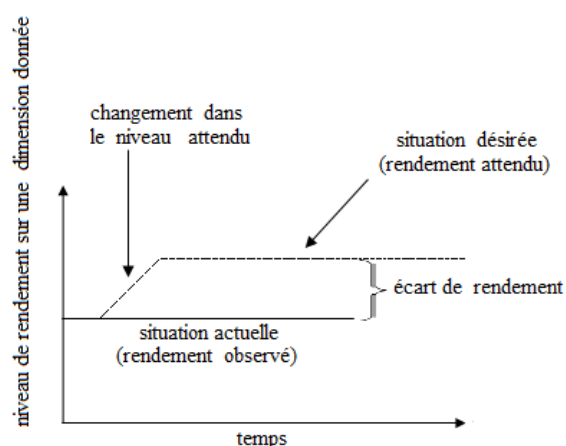 niveau de rendement sur une dimension donnée
changement dans
le niveau attendu
situation désirée
(rendement attendu)
écart de rendement
situation actuelle
(rendement observé)
temps